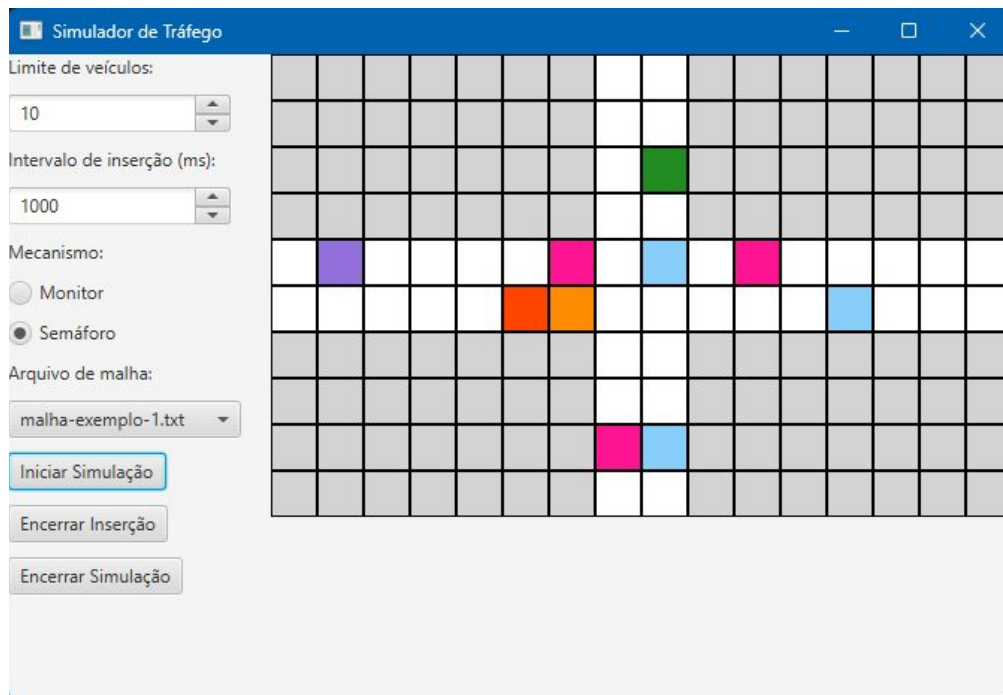 Simulador de Tráfego
Limite de veículos:
10
Intervalo de inserção (ms):
1000
Mecanismo:
Monitor
Semáforo
Arquivo de malha:
malha-exemplo-1.txt
Iniciar Simulação
Encerrar Inserção
Encerrar Simulação